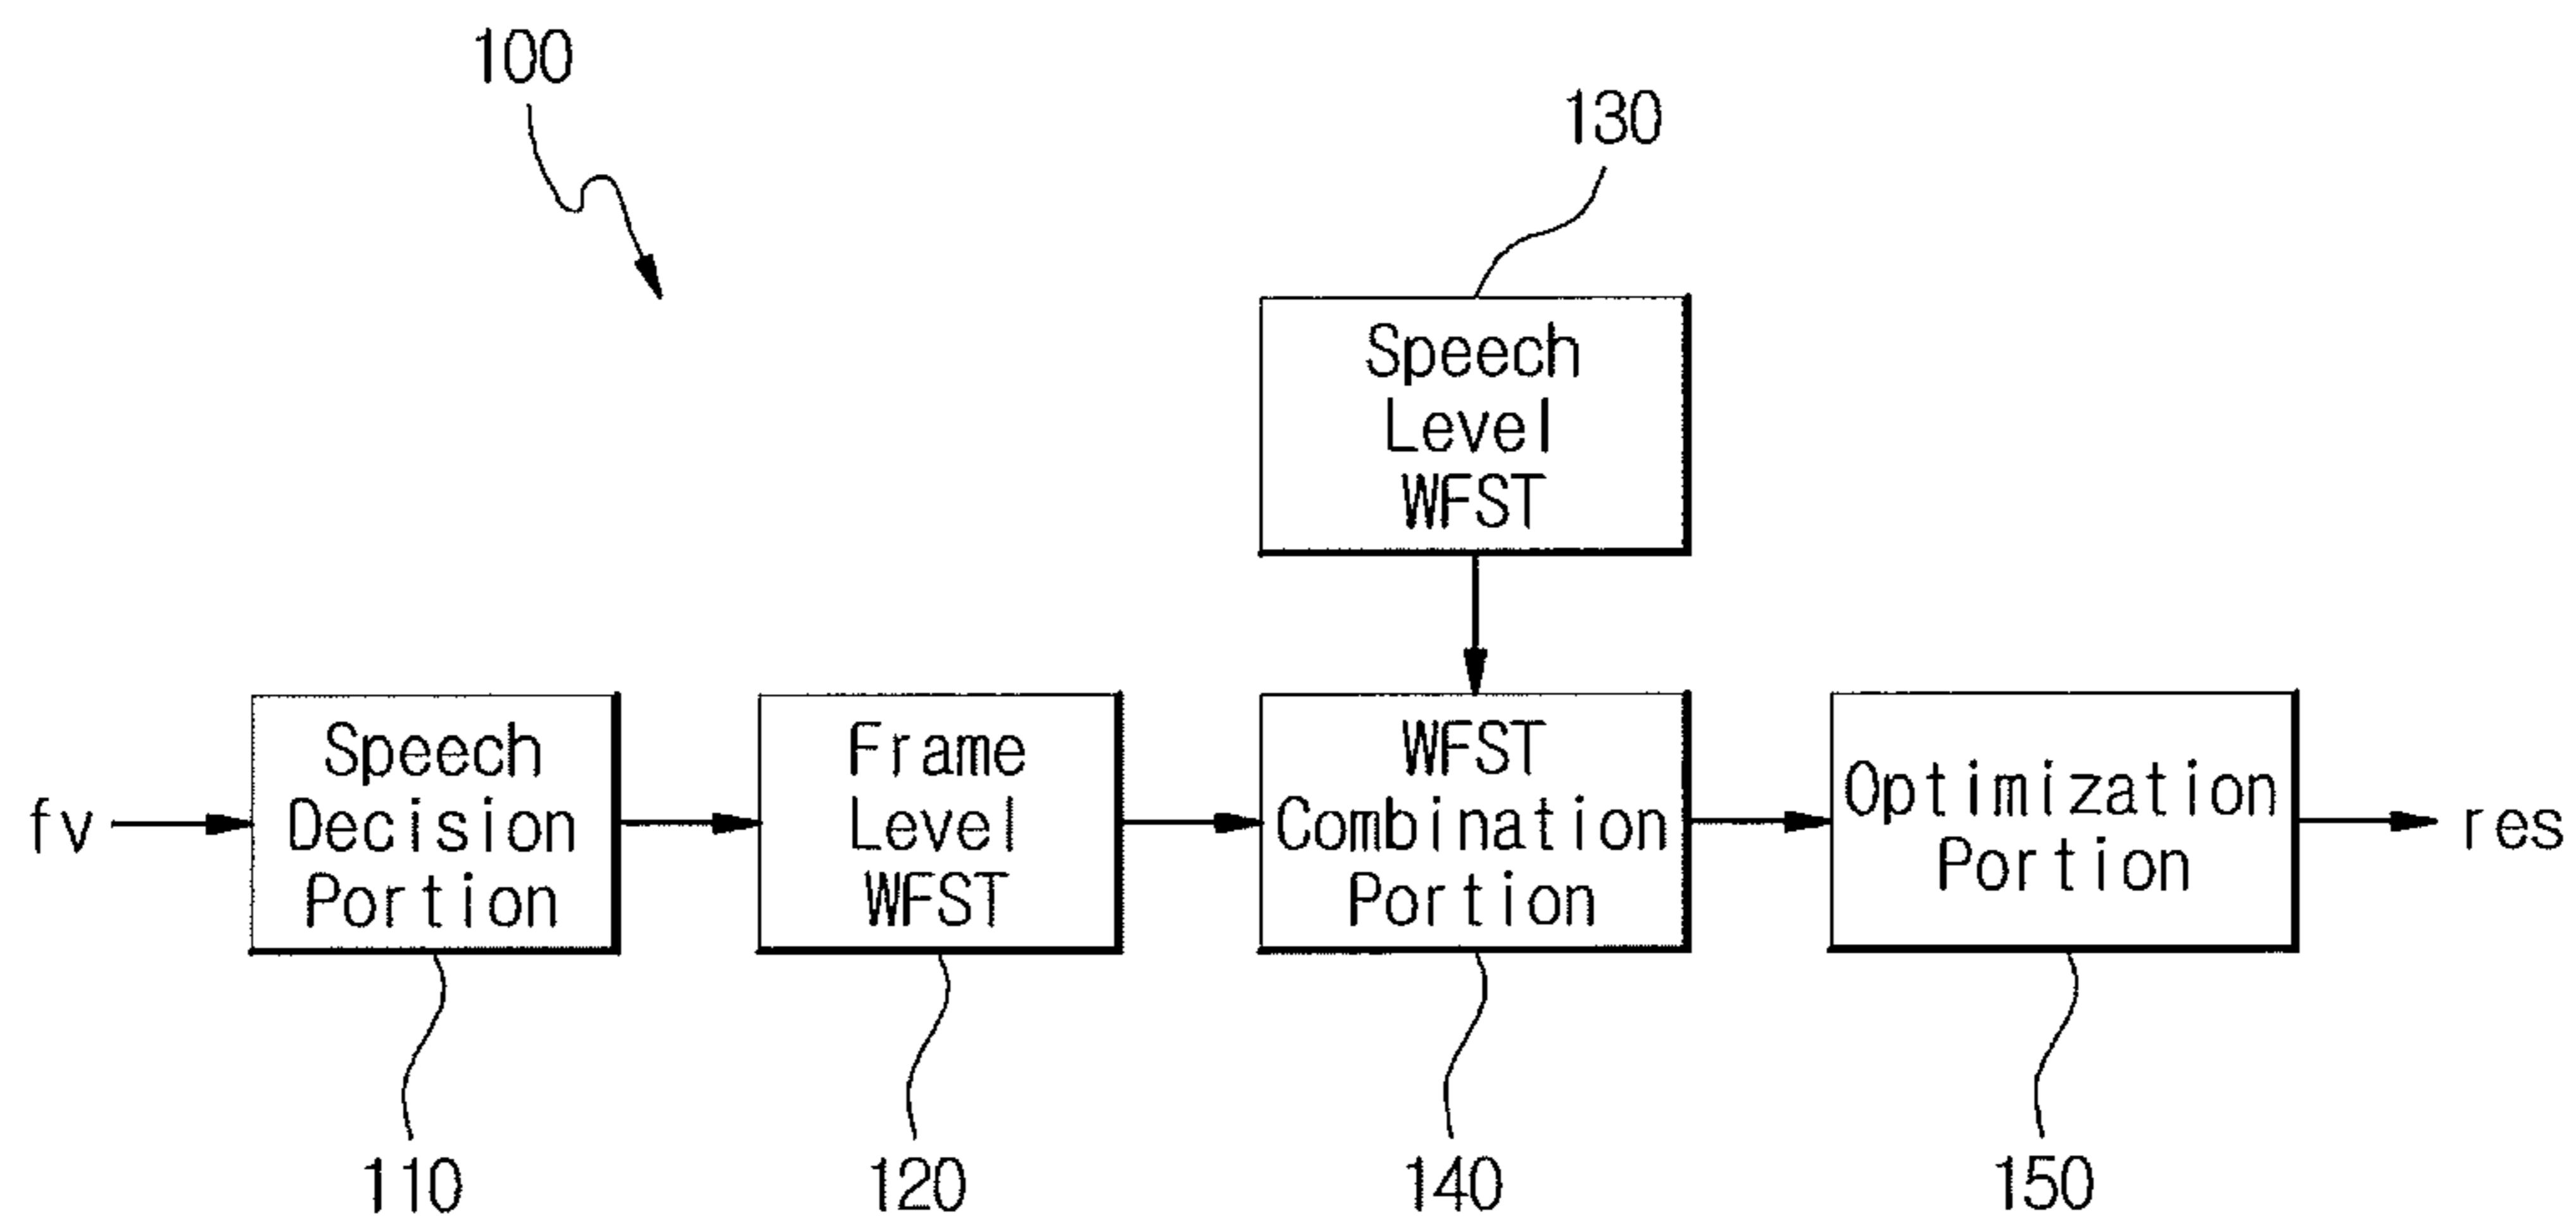 100
130
Speech
Level
WFST
fv
Speech
Decision
Portion
Frame
Level
WFST
WFST
Combination
Portion
Optimization
Portion
res
110
120
140
150